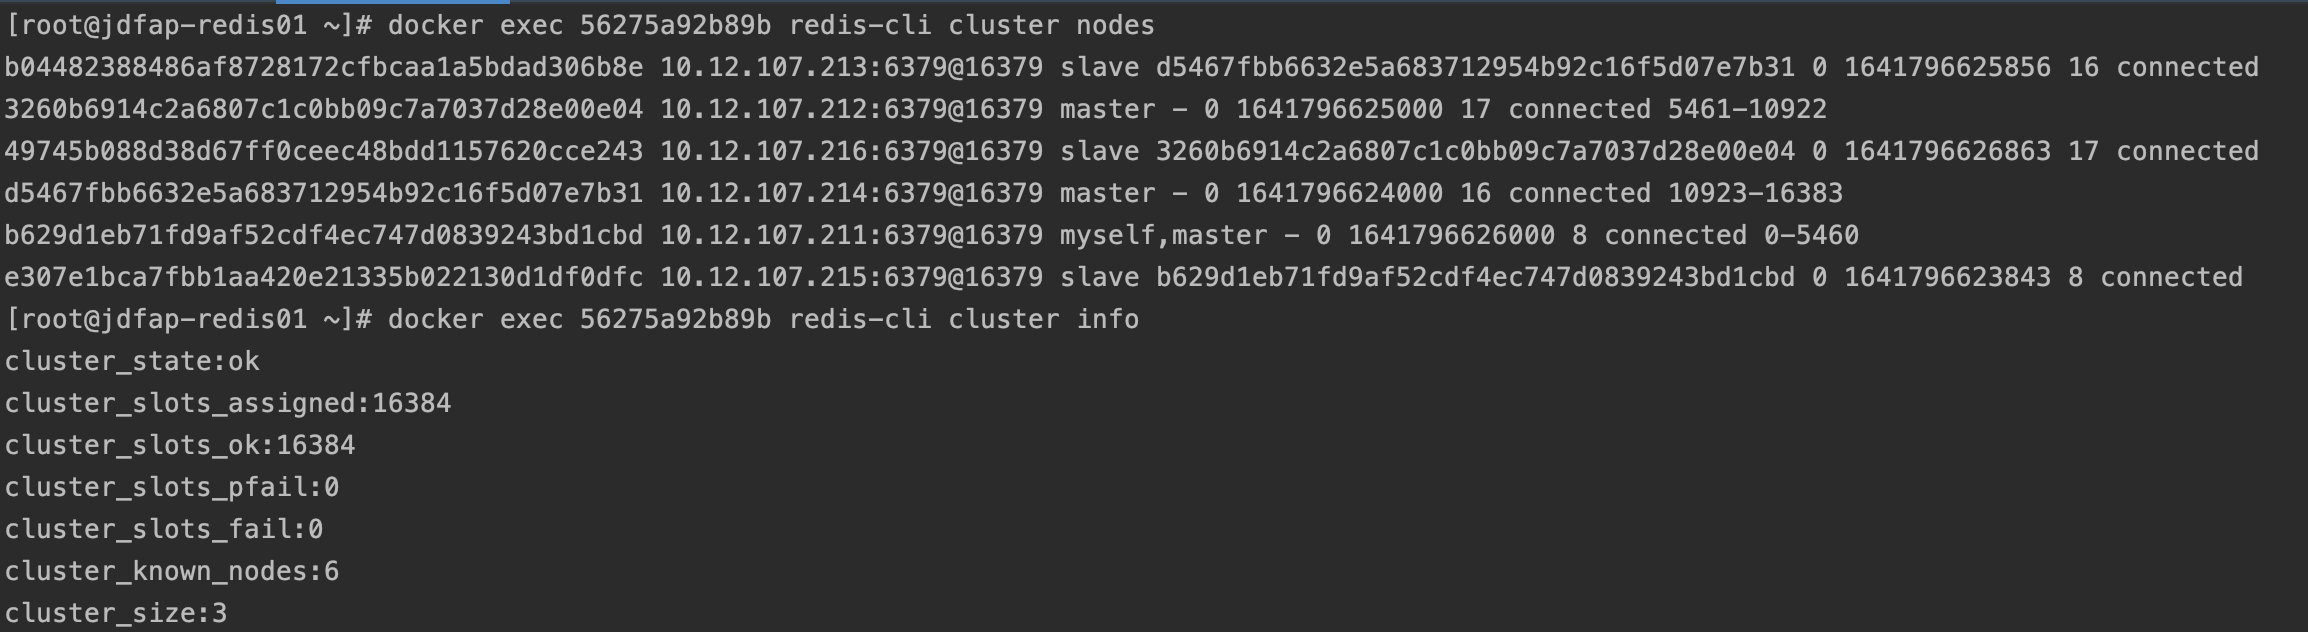 [root@jdfap-redis01 ~]# docker exec 56275a92b89b redis-cli cluster nodes
b04482388486af8728172cfbcaa1a5bdad306b8e 10.12.107.213:6379@16379 slave d5467fbb6632e5a683712954b92c16f5d07e7b31 0 1641796625856 16 connected
3260b6914c2a6807c1c0bb09c7a7037d28e00e04 10.12.107.212:6379@16379 master - 0 1641796625000 17 connected 5461-10922
49745b088d38d67ff0ceec48bdd1157620cce243 10.12.107.216:6379@16379 slave 3260b6914c2a6807c1c0bb09c7a7037d28e00e04 0 1641796626863 17 connected
d5467fbb6632e5a683712954b92c16f5d07e7b31 10.12.107.214:6379@16379 master - 0 1641796624000 16 connected 10923-16383
b629d1eb71fd9af52cdf4ec747d0839243bd1cbd 10.12.107.211:6379@16379 myself,master - 0 1641796626000 8 connected 0-5460
e307e1bca7fbb1aa420e21335b022130d1df0dfc 10.12.107.215:6379@16379 slave b629d1eb71fd9af52cdf4ec747d0839243bd1cbd 0 1641796623843 8 connected
[root@jdfap-redis01 ~]# docker exec 56275a92b89b redis-cli cluster info
cluster_state:ok
cluster_slots_assigned:16384
cluster_slots_ok:16384
cluster_slots_pfail:0
cluster_slots_fail:0
cluster_known_nodes:6
cluster_size:3